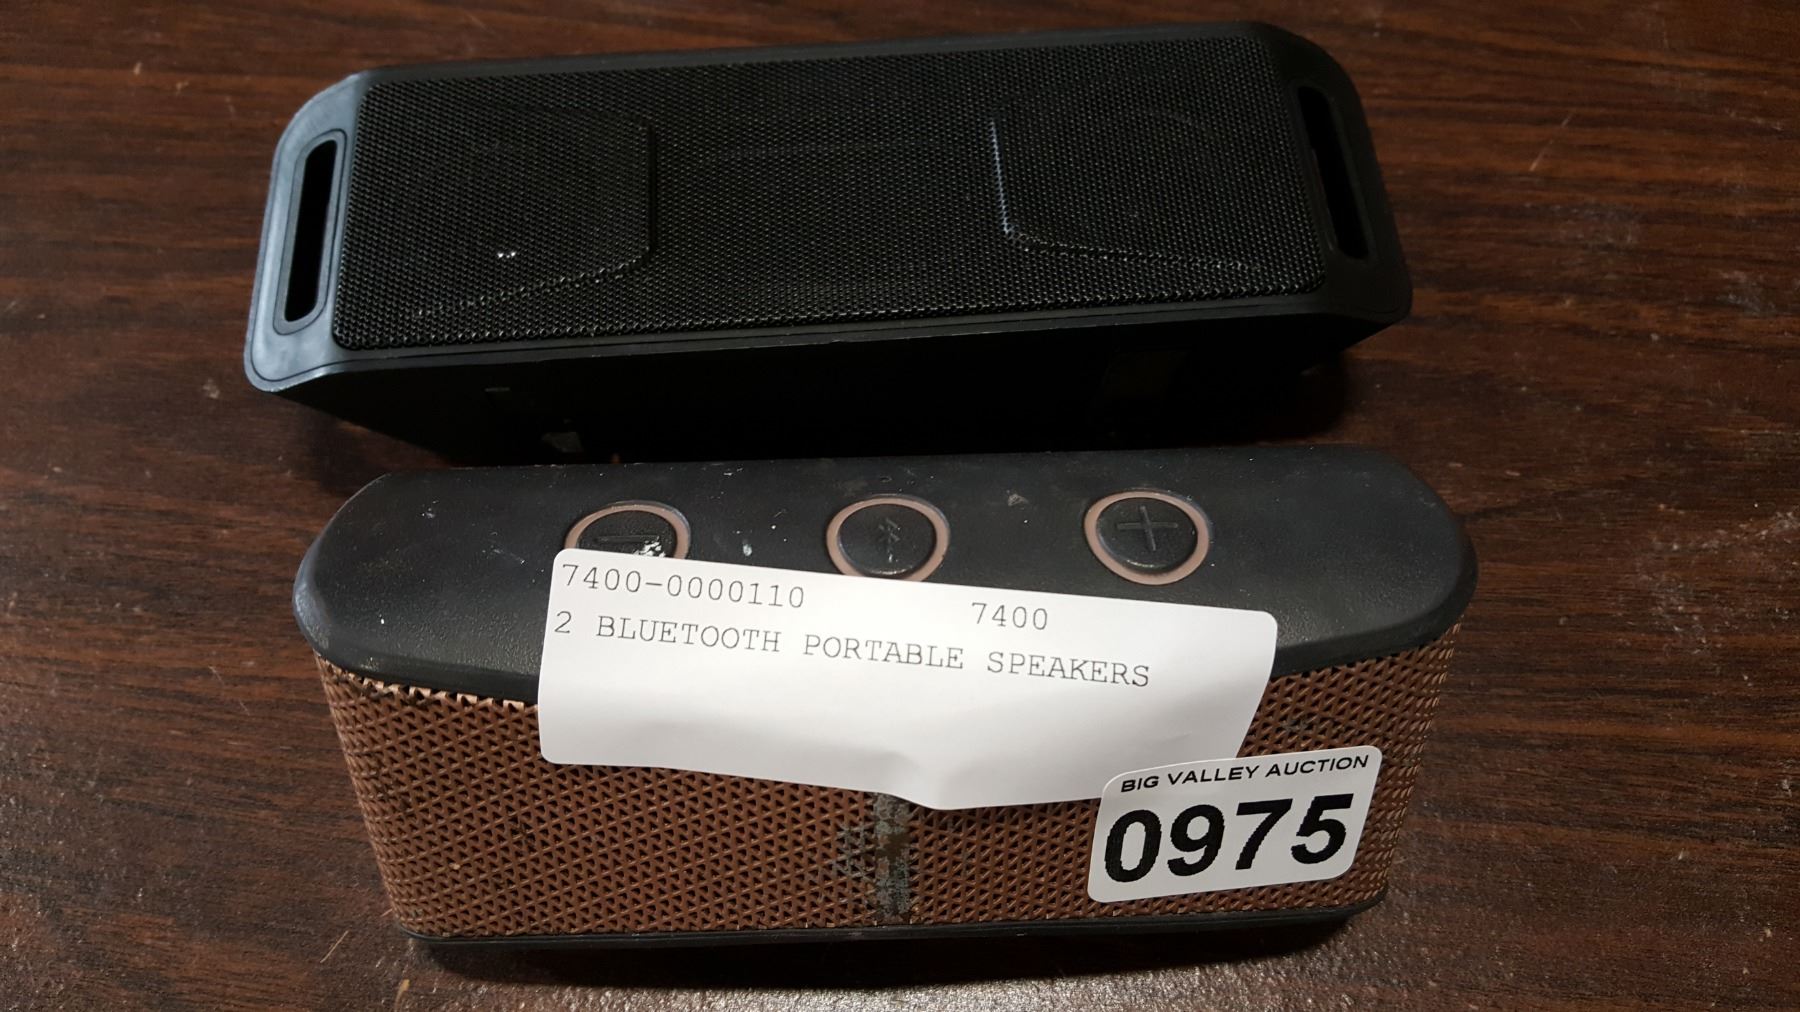 7400-0000110 7400
2 BLUETOOTH PORTABLE SPEAKERS
BIG VALLEY AUCTION
0975